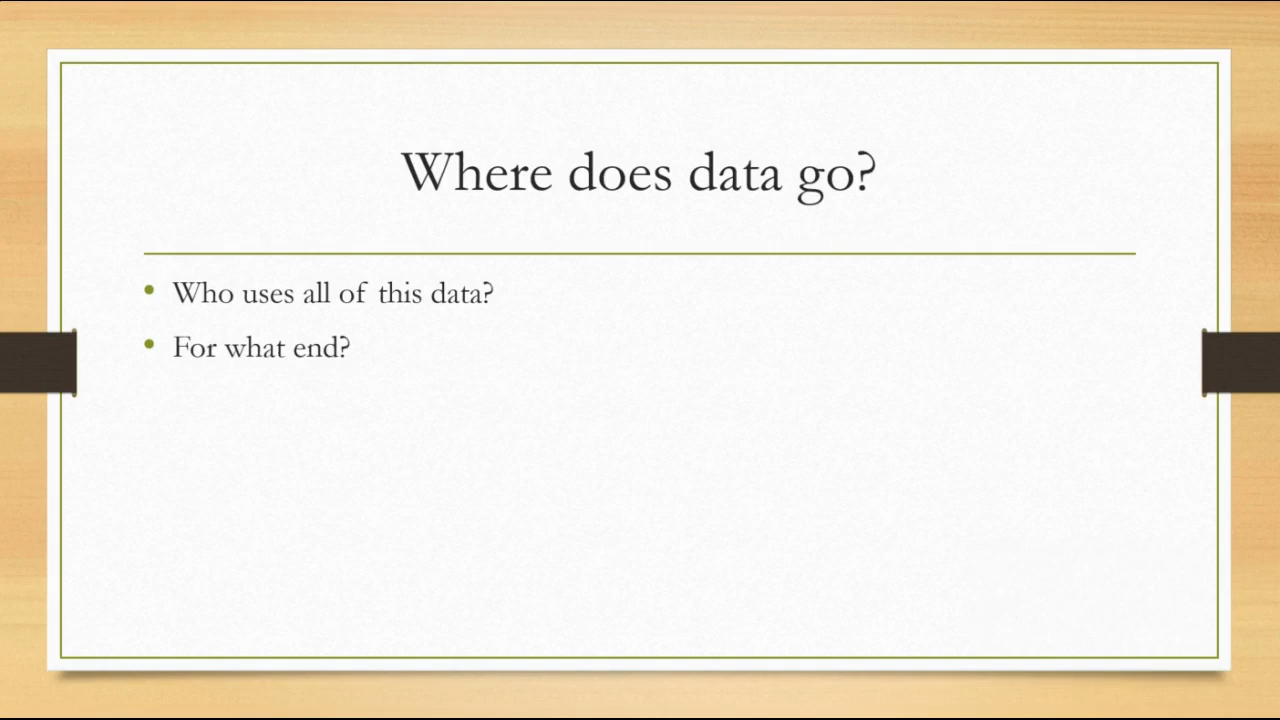 Where does data go?
• Who uses all of this data?
• For what end?